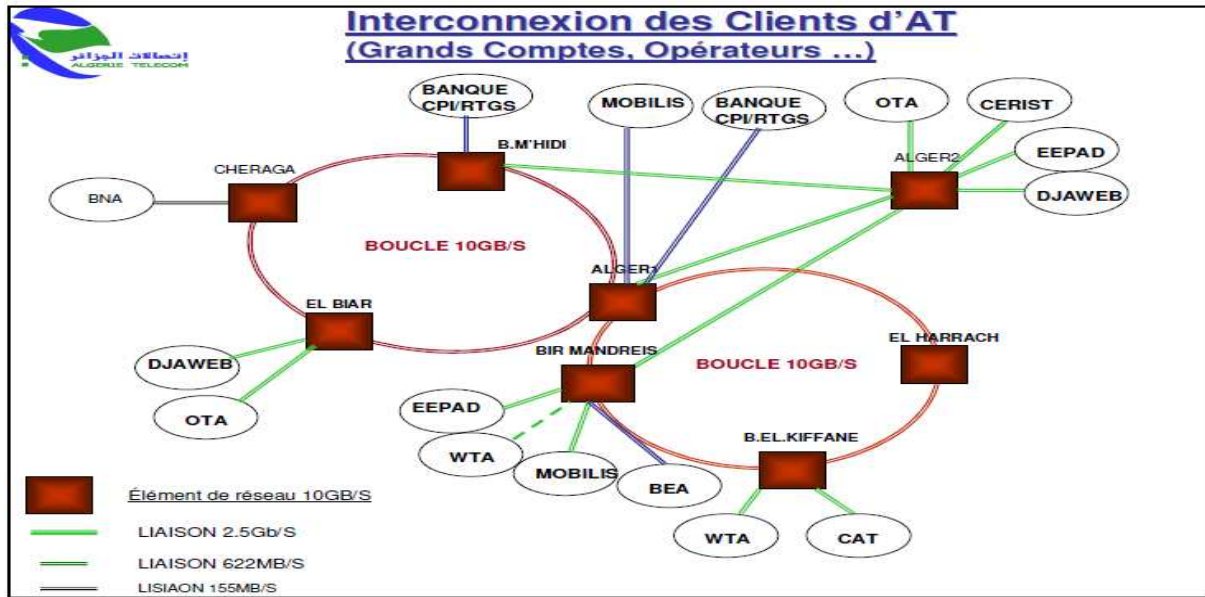 Interconnexion des Clients d'AT
(Grands Comptes, Opérateurs ...)
إتصالات الجزائر
ALGERIE TELECOM
BANQUE
CPI/RTGS
MOBILIS
BANQUE
CPI/RTGS
OTA
CERIST
B.M'HIDI
ALGER2
EEPAD
CHERAGA
BNA
DJAWEB
BOUCLE 10GB/S
ALGER1
EL BIAR
EL HARRACH
BIR MANDREIS
BOUCLE 10GB/S
DJAWEB
OTA
EEPAD
WTA
MOBILIS
BEA
B.EL.KIFFANE
WTA
CAT
Élément de réseau 10GB/S
LIAISON 2.5Gb/S
LIAISON 622MB/S
LISIAON 155MB/S